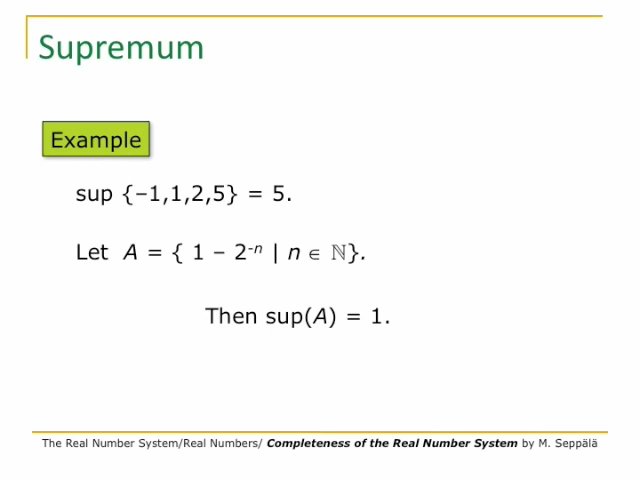 Supremum
Example
sup {–1,1,2,5} = 5.
Let A = { 1 – 2⁻ⁿ | n ∈ ℕ}.
Then sup(A) = 1.
The Real Number System/Real Numbers/ Completeness of the Real Number System by M. Seppälä